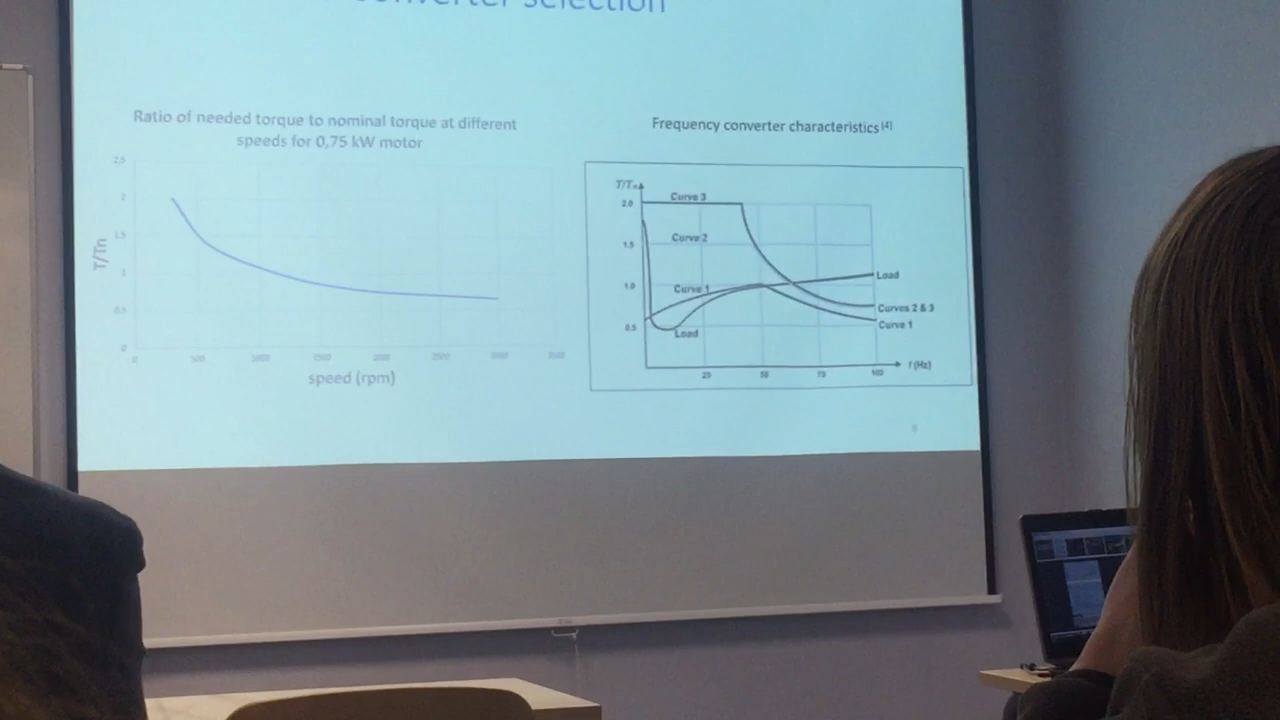 converter selection
Ratio of needed torque to nominal torque at different
speeds for 0,75 kW motor
2,5
2
1,5
1
0,5
0
T/Tn
0 500 1000 1500 2000 2500 3000 3500
speed (rpm)
Frequency converter characteristics [4]
T/Tn
2.0
1.5
1.0
0.5
Curve 3
Curve 2
Curve 1
Load
Load
Curves 2 & 3
Curve 1
25 50 75 100
f (Hz)